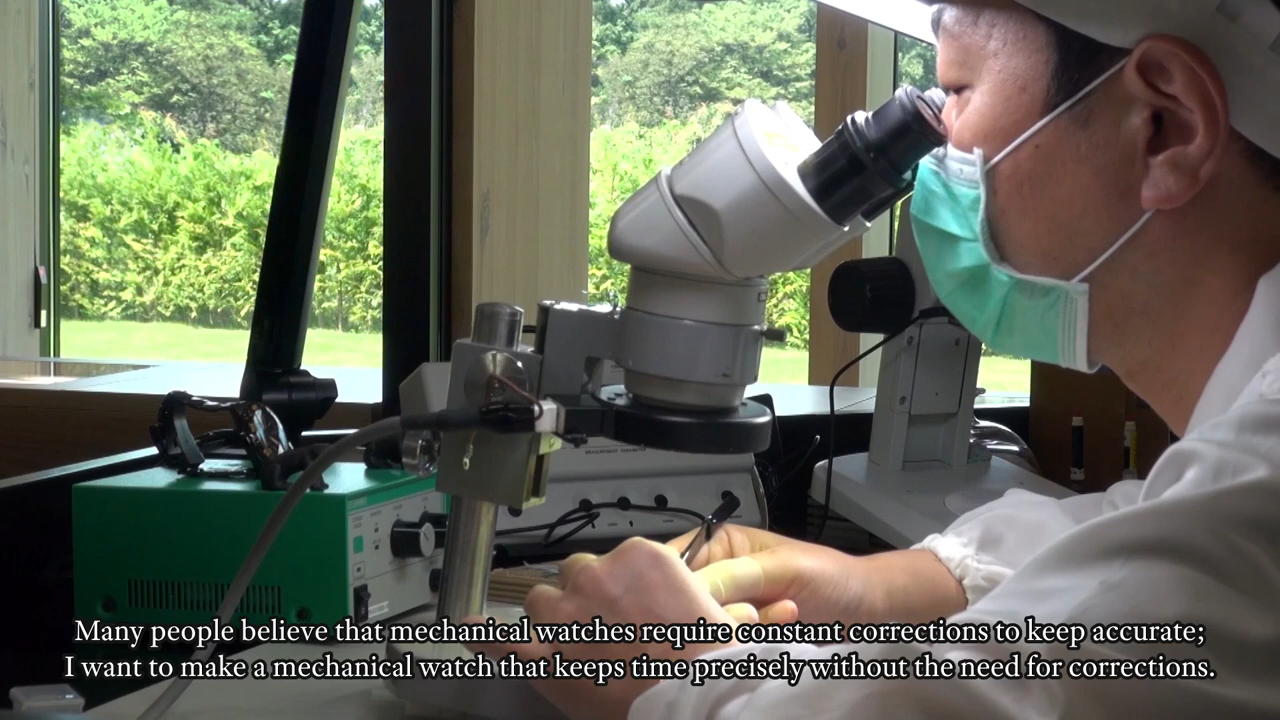 Many people believe that mechanical watches require constant corrections to keep accurate;
I want to make a mechanical watch that keeps time precisely without the need for corrections.